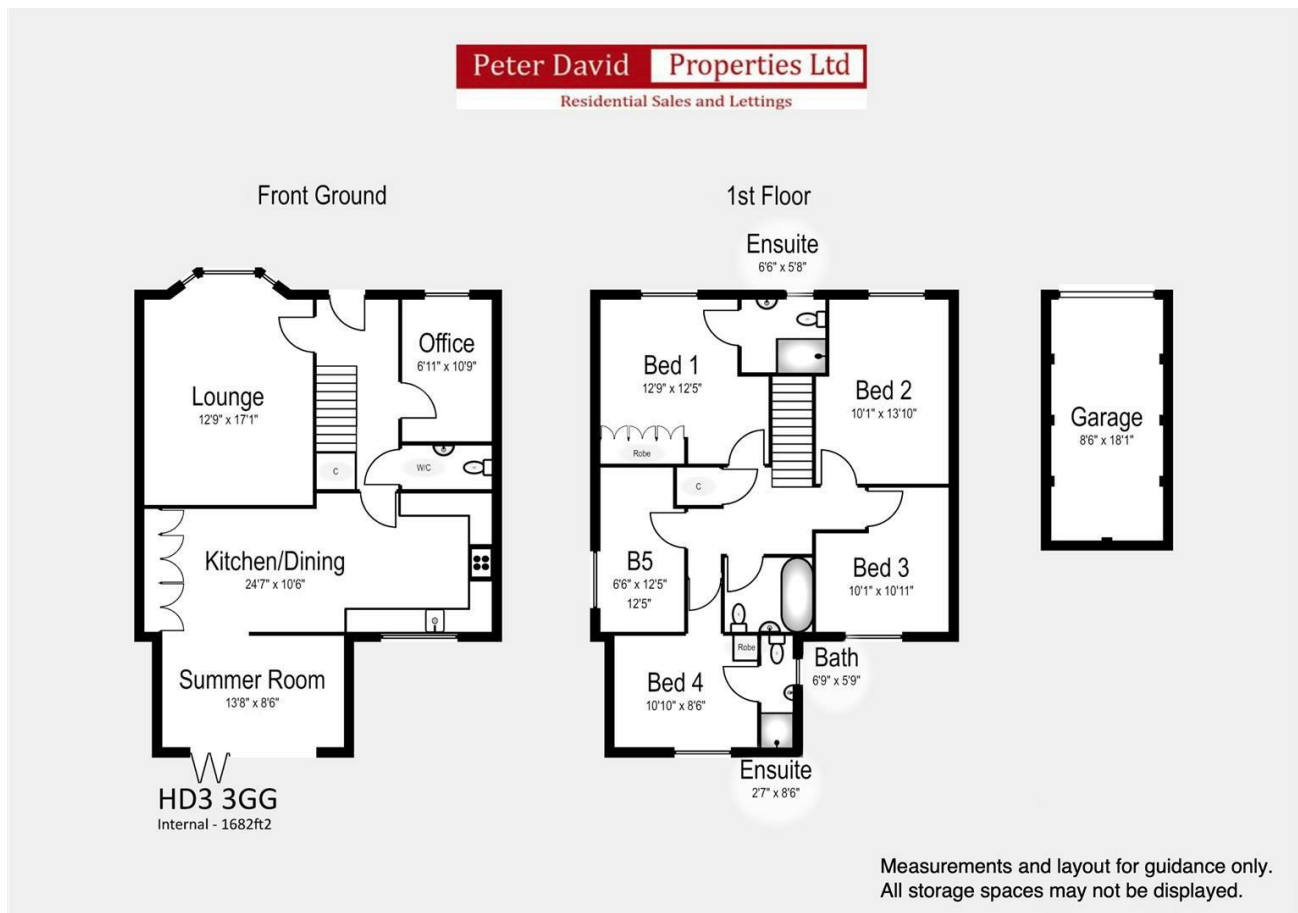 Peter David Properties Ltd
Residential Sales and Lettings
Front Ground
Lounge
12'9" x 17'1"
Office
6'11" x 10'9"
C
W/C
Kitchen/Dining
24'7" x 10'6"
Summer Room
13'8" x 8'6"
HD3 3GG
Internal - 1682ft2
1st Floor
Ensuite
6'6" x 5'8"
Bed 1
12'9" x 12'5"
Robe
Bed 2
10'1" x 13'10"
C
B5
6'6" x 12'5"
12'5"
Bed 3
10'1" x 10'11"
Bath
6'9" x 5'9"
Robe
Bed 4
10'10" x 8'6"
Ensuite
2'7" x 8'6"
Garage
8'6" x 18'1"
Measurements and layout for guidance only.
All storage spaces may not be displayed.